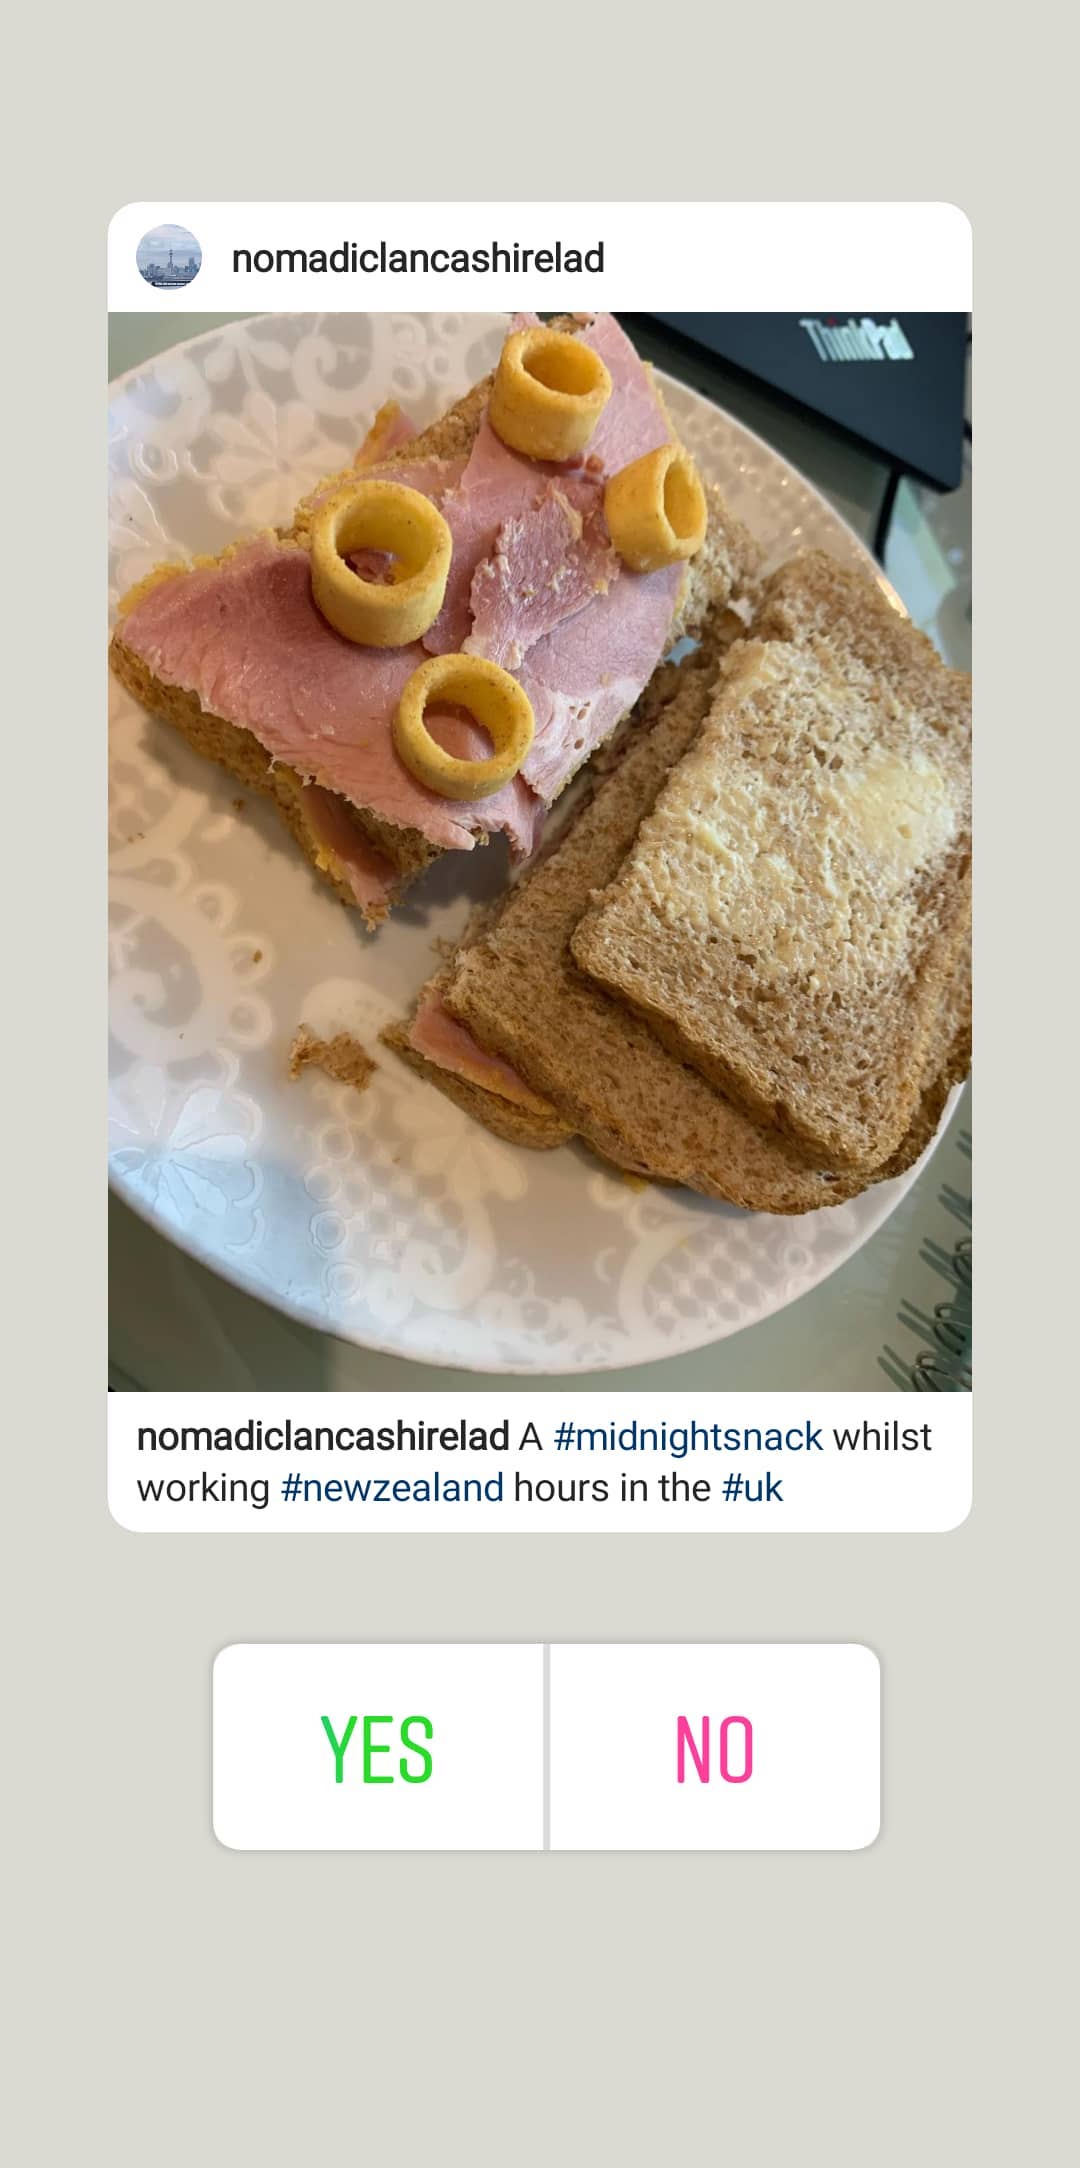 nomadiclancashirelad
ThinkPad
nomadiclancashirelad A #midnightsnack whilst
working #newzealand hours in the #uk
YES
NO